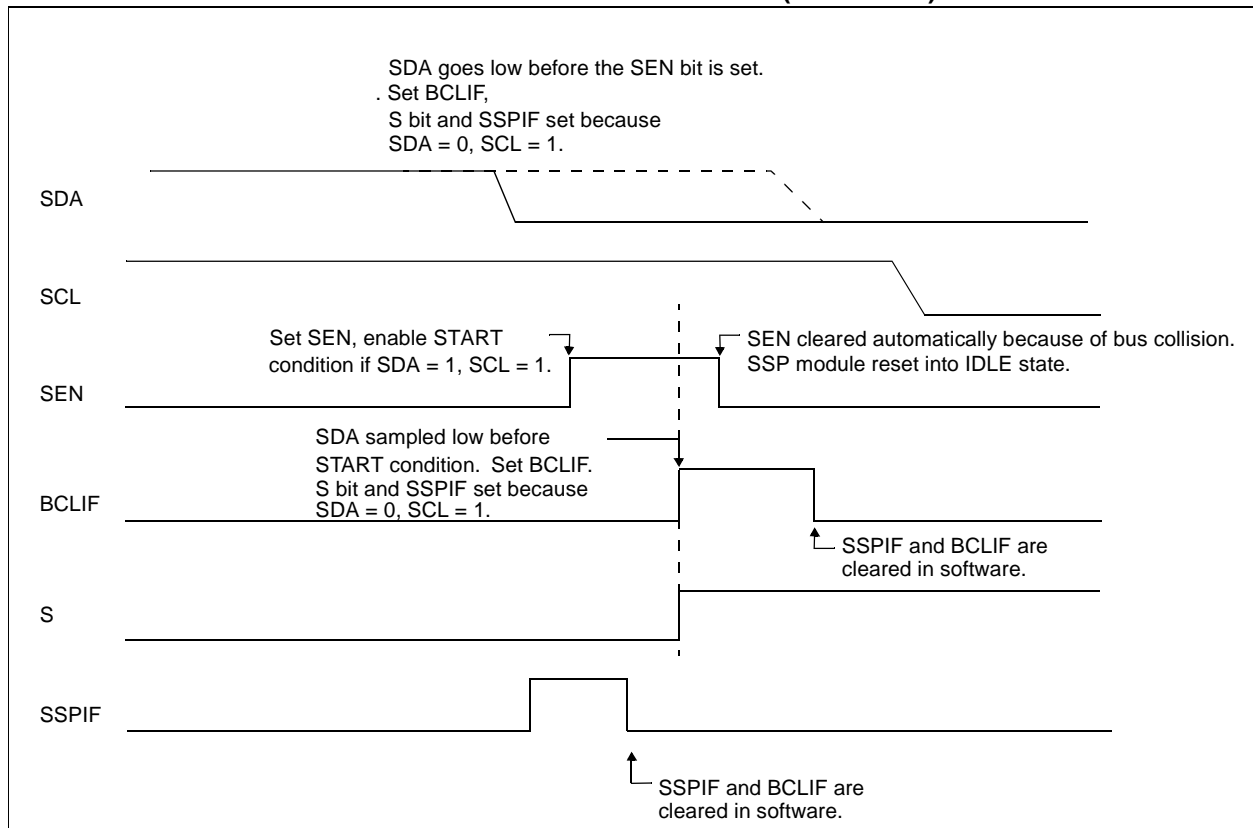 SDA goes low before the SEN bit is set.
. Set BCLIF,
S bit and SSPIF set because
SDA = 0, SCL = 1.
SDA
SCL
Set SEN, enable START
condition if SDA = 1, SCL = 1.
SEN cleared automatically because of bus collision.
SSP module reset into IDLE state.
SEN
SDA sampled low before
START condition. Set BCLIF.
S bit and SSPIF set because
SDA = 0, SCL = 1.
BCLIF
SSPIF and BCLIF are
cleared in software.
S
SSPIF
SSPIF and BCLIF are
cleared in software.